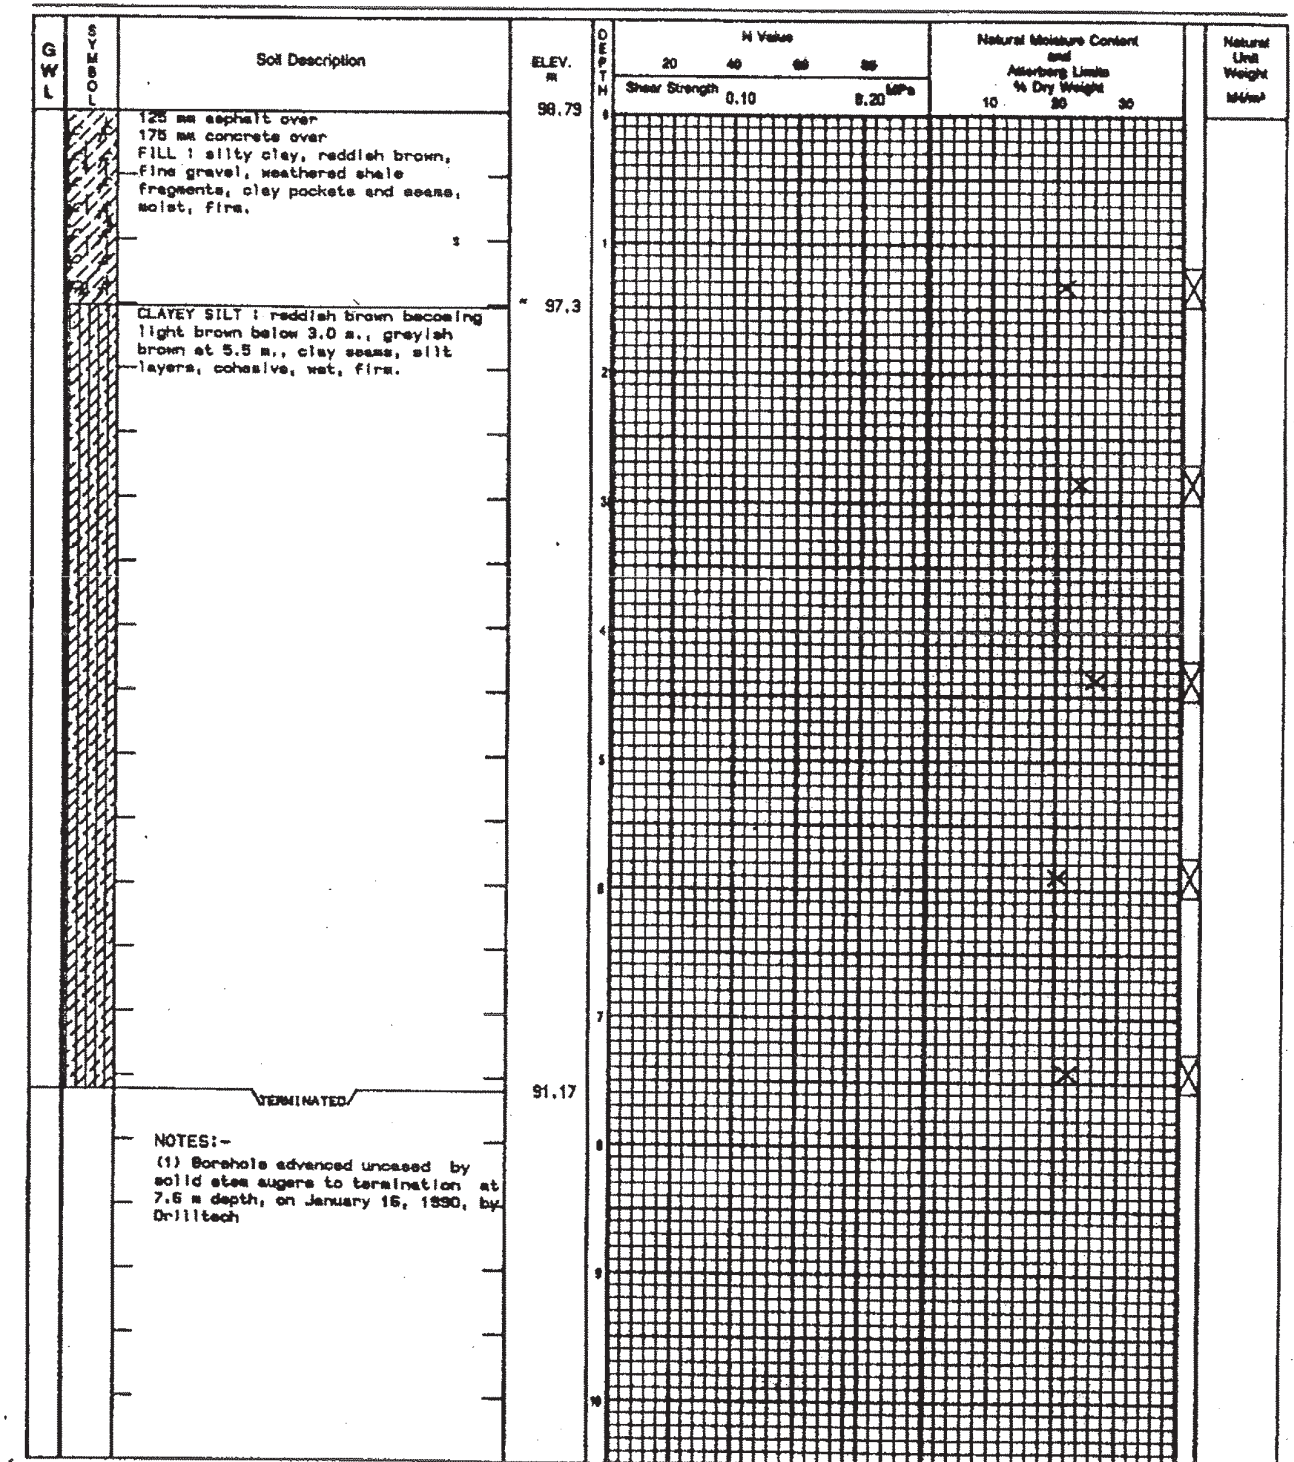 GWL
SYMBOL
Soil Description
ELEV.
m
DEPTH
N Value
20 40 60 80
Shear Strength MPa
0.10 0.20
Natural Moisture Content
and
Atterberg Limits
% Dry Weight
10 20 30
Natural
Unit
Weight
kN/m³
98.79
0
125 mm asphalt over
175 mm concrete over
FILL : silty clay, reddish brown,
fine gravel, weathered shale
fragments, clay pockets and seams,
moist, firm.
1
97.3
CLAYEY SILT : reddish brown becoming
light brown below 3.0 m., greyish
brown at 5.5 m., clay seams, silt
layers, cohesive, wet, firm.
2
3
4
5
6
7
91.17
TERMINATED
NOTES:-
(1) Borehole advanced uncased by
solid stem augers to termination at
7.6 m depth, on January 16, 1990, by
Drilltech
8
9
10